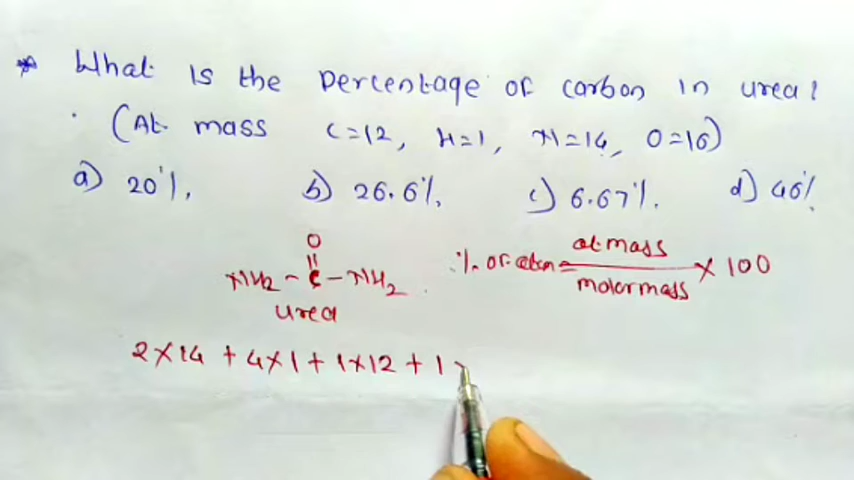 * What is the percentage of carbon in urea?
(At mass C=12, H=1, N=14, O=16)
a) 20%. b) 26.6%. c) 6.67%. d) 46%.
O
||
NH2 - C - NH2
urea
% of atom = at mass / molar mass × 100
2×14 + 4×1 + 1×12 + 1×